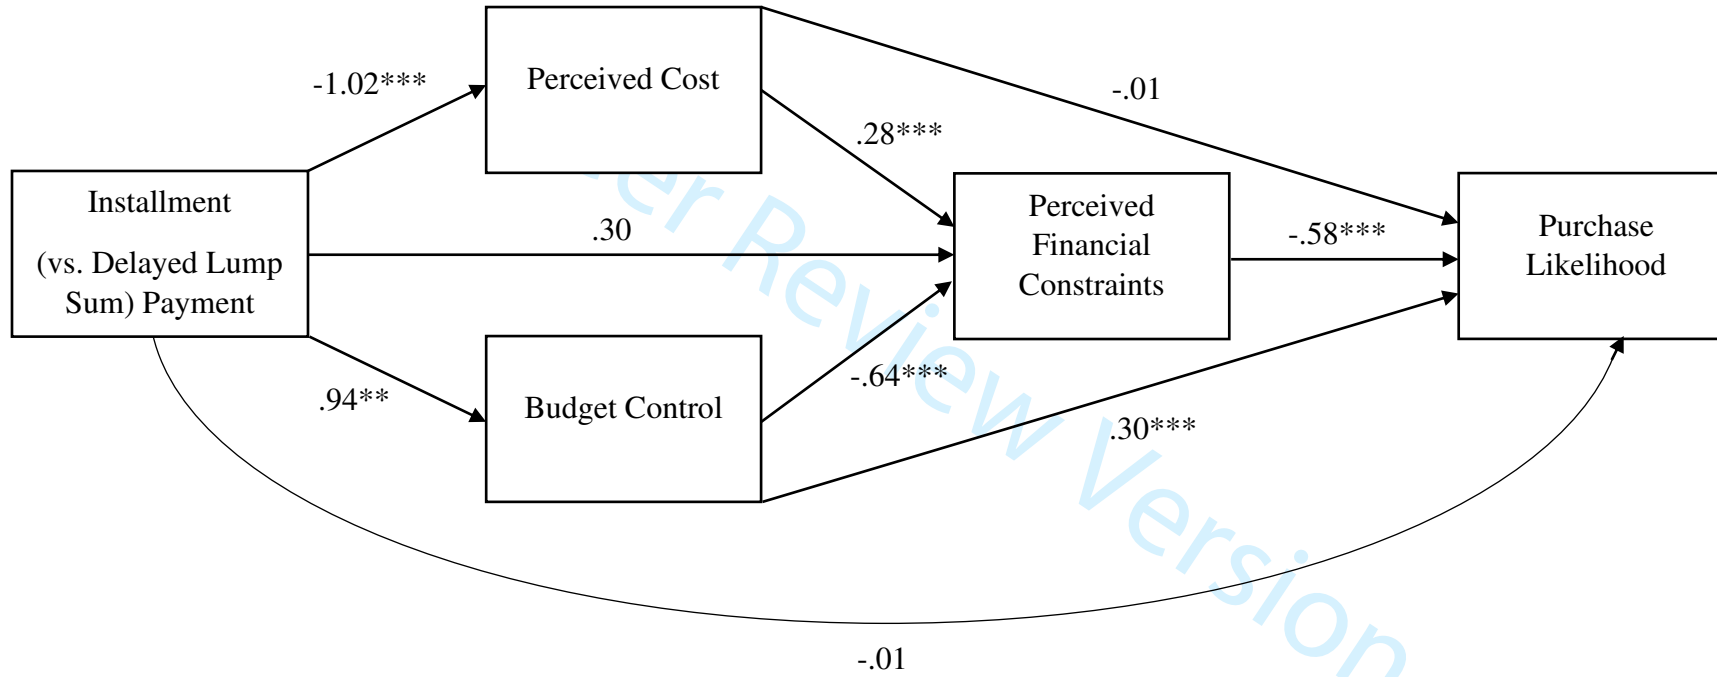 Perceived Cost
-1.02***
-.01
.28***
Installment
(vs. Delayed Lump
Sum) Payment
.30
Perceived
Financial
Constraints
-.58***
Purchase
Likelihood
.94**
Budget Control
-.64***
.30***
-.01
er Review Version